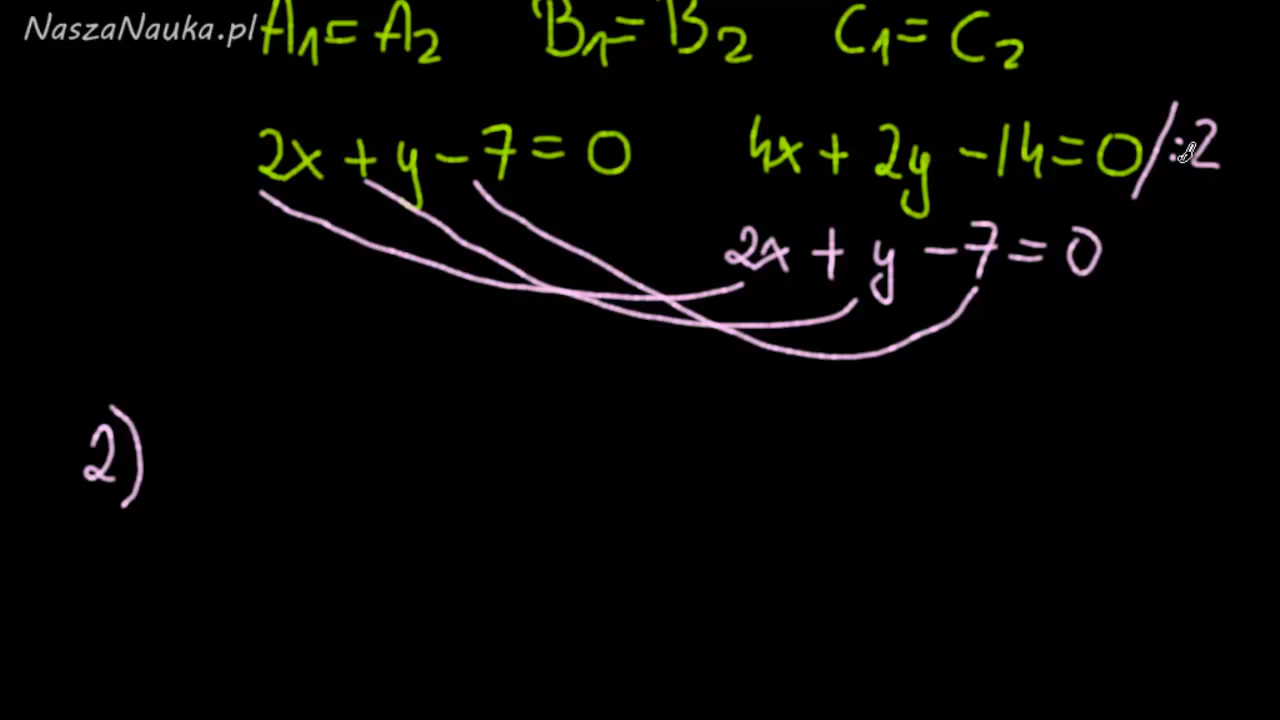 NaszaNauka.pl
A₁ = A₂ B₁ = B₂ C₁ = C₂
2x + y - 7 = 0 4x + 2y - 14 = 0 / :2
2x + y - 7 = 0
2)